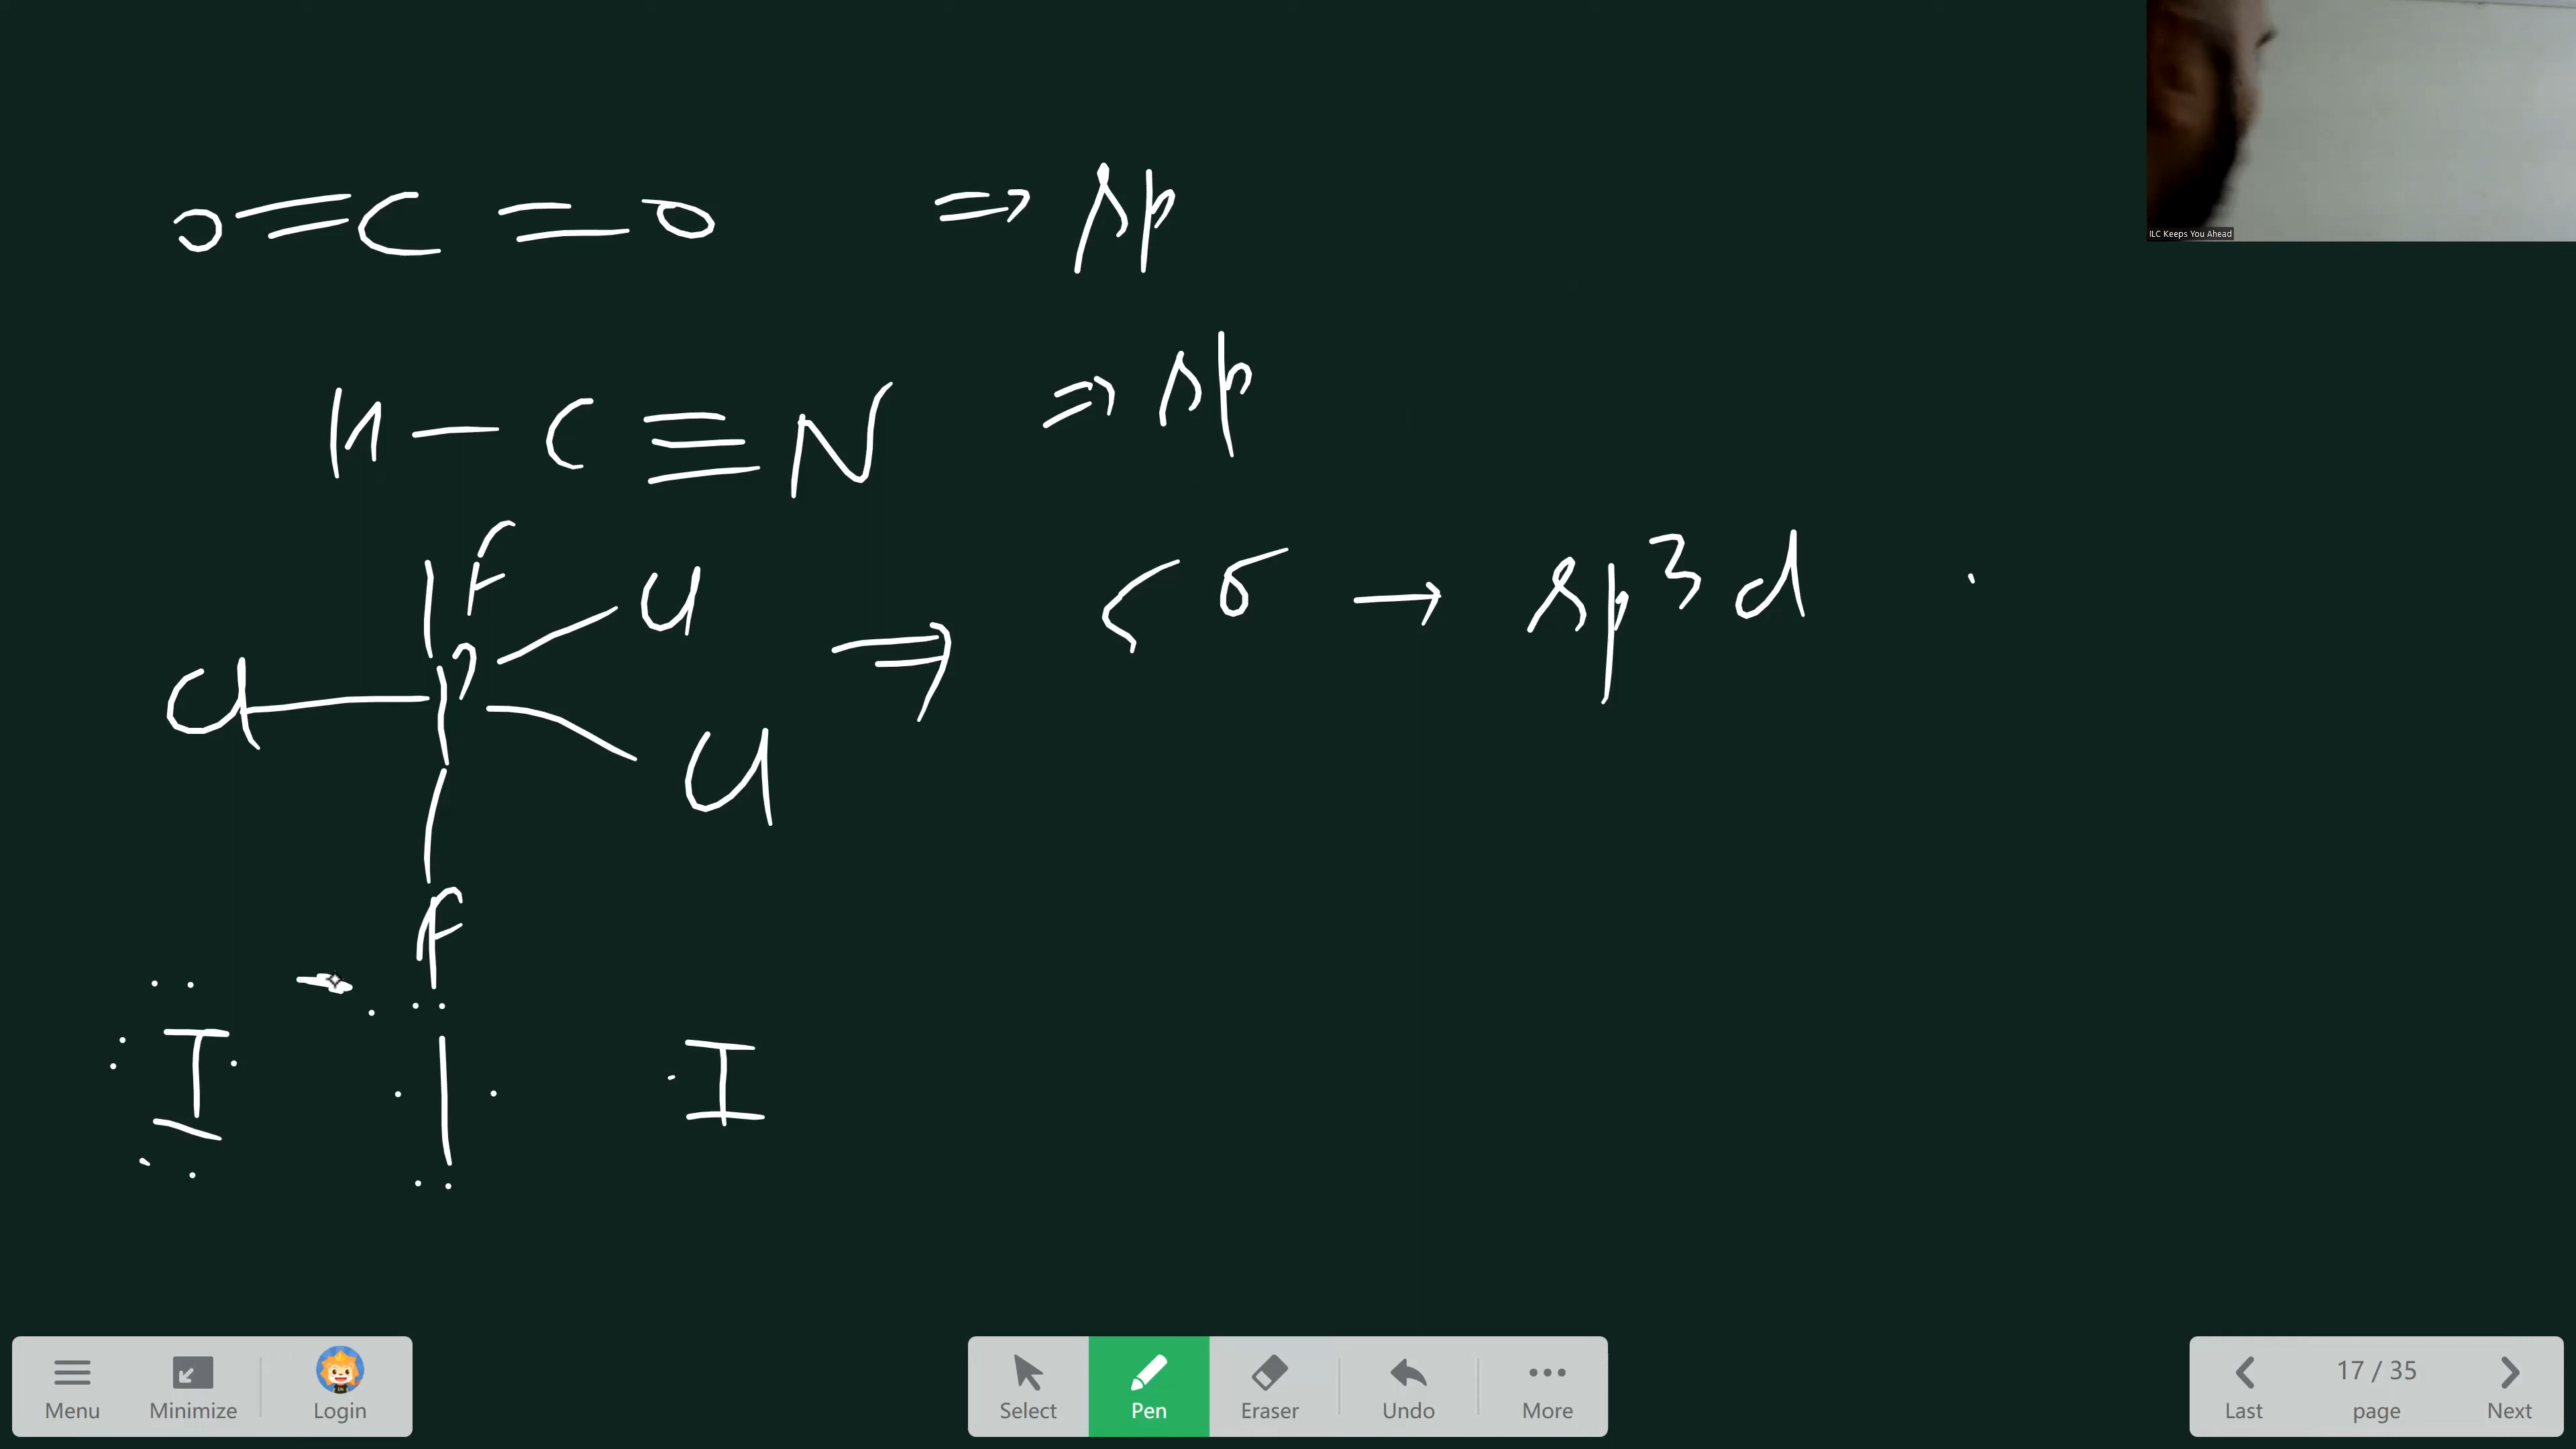 ILC Keeps You Ahead
O=C=O ⇒ sp
H-C≡N ⇒ sp
F
Cl
P ⇒ 5 σ → sp³d
Cl
Cl
F
I I I
Menu Minimize Login Select Pen Eraser Undo More Last 17 / 35 page Next